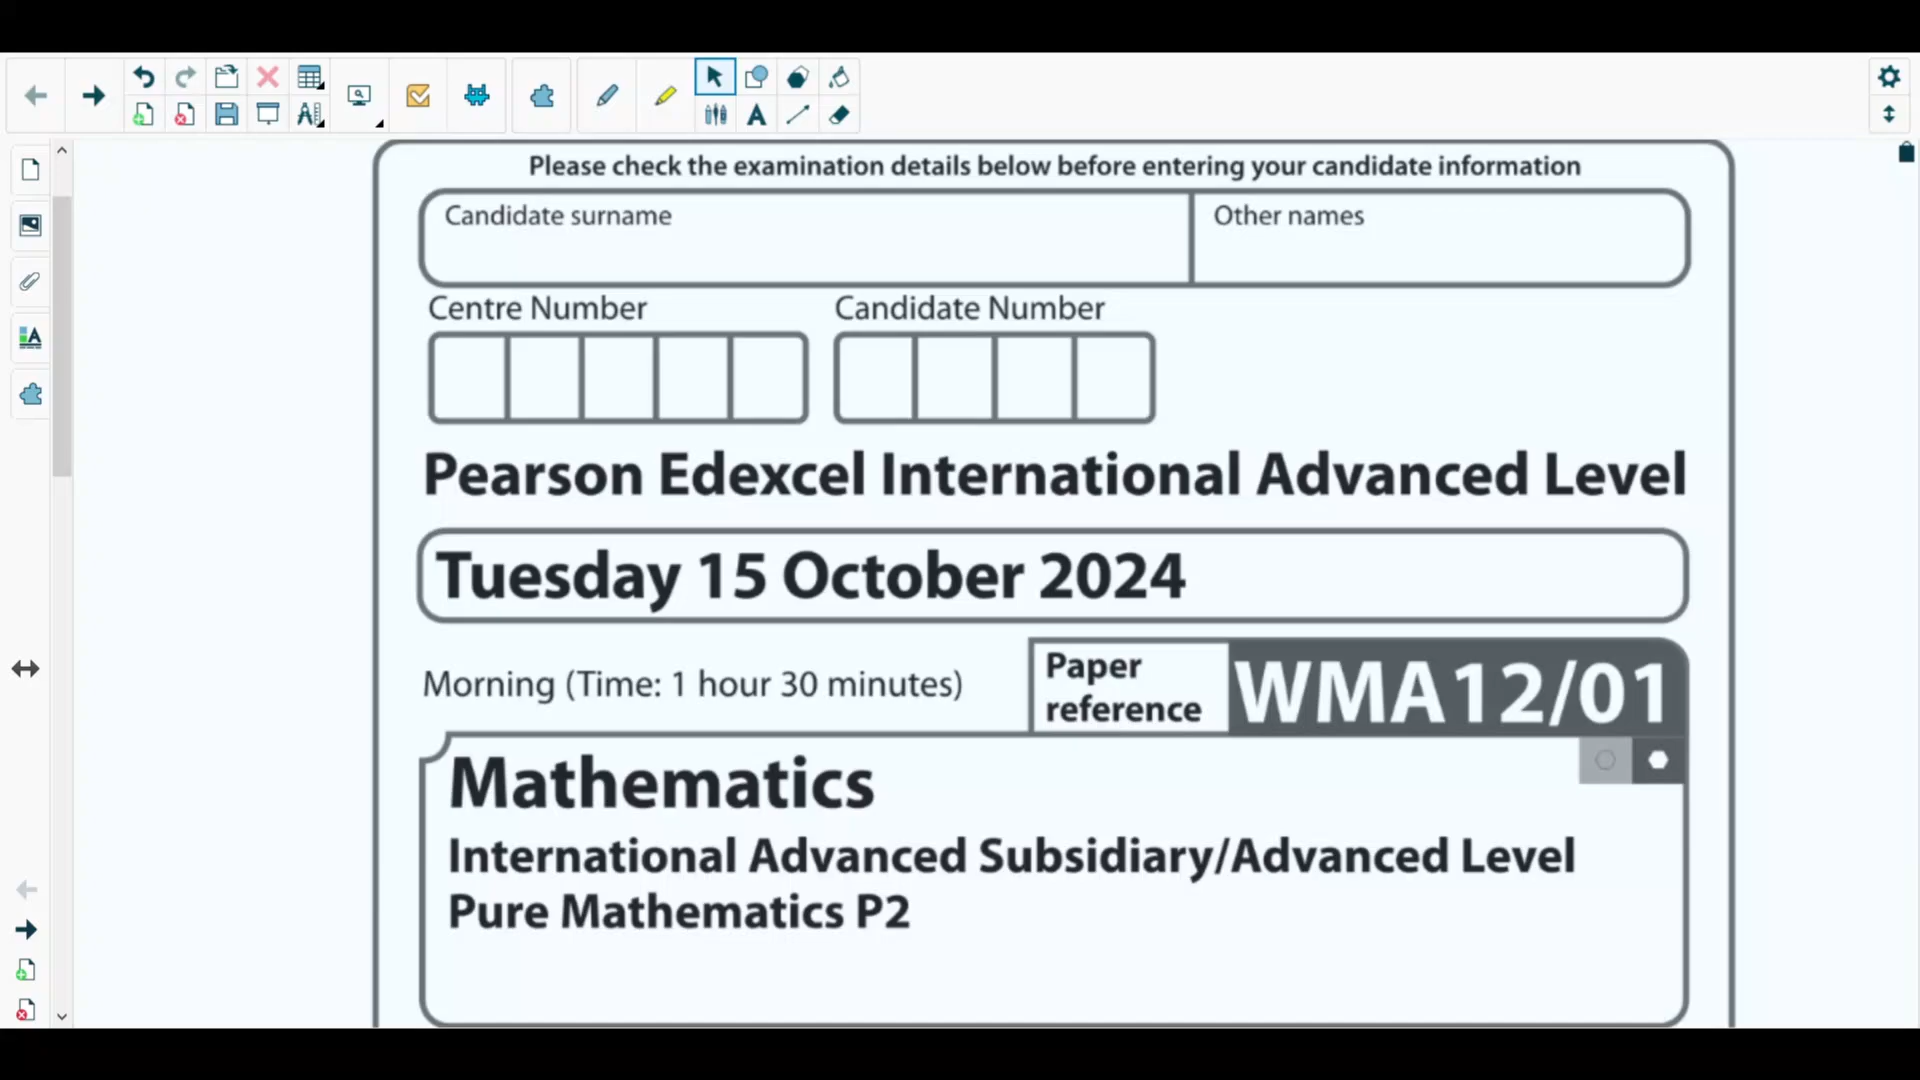 Please check the examination details below before entering your candidate information
Candidate surname
Other names
Centre Number
Candidate Number
Pearson Edexcel International Advanced Level
Tuesday 15 October 2024
Morning (Time: 1 hour 30 minutes)
Paper
reference
WMA12/01
Mathematics
International Advanced Subsidiary/Advanced Level
Pure Mathematics P2